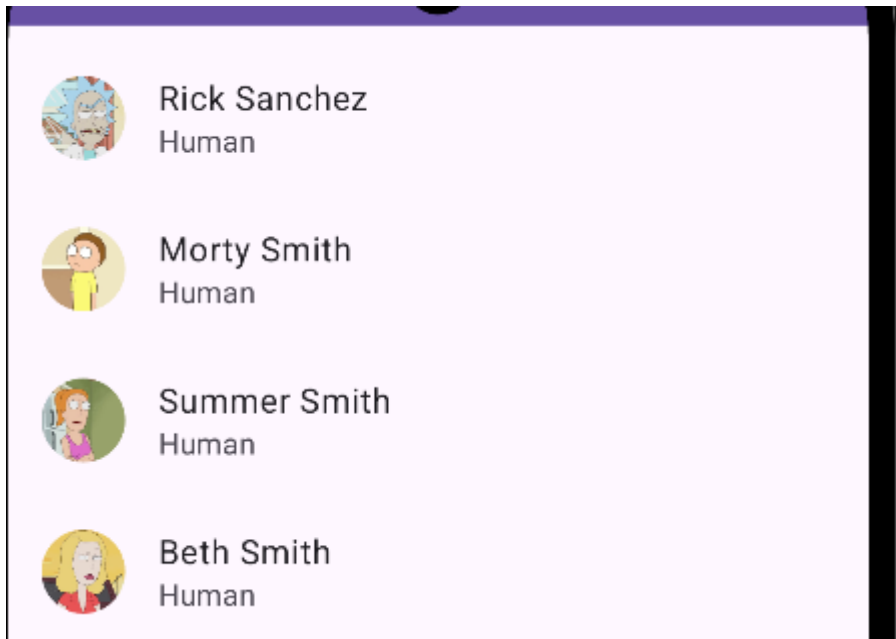 Rick Sanchez
Human
Morty Smith
Human
Summer Smith
Human
Beth Smith
Human